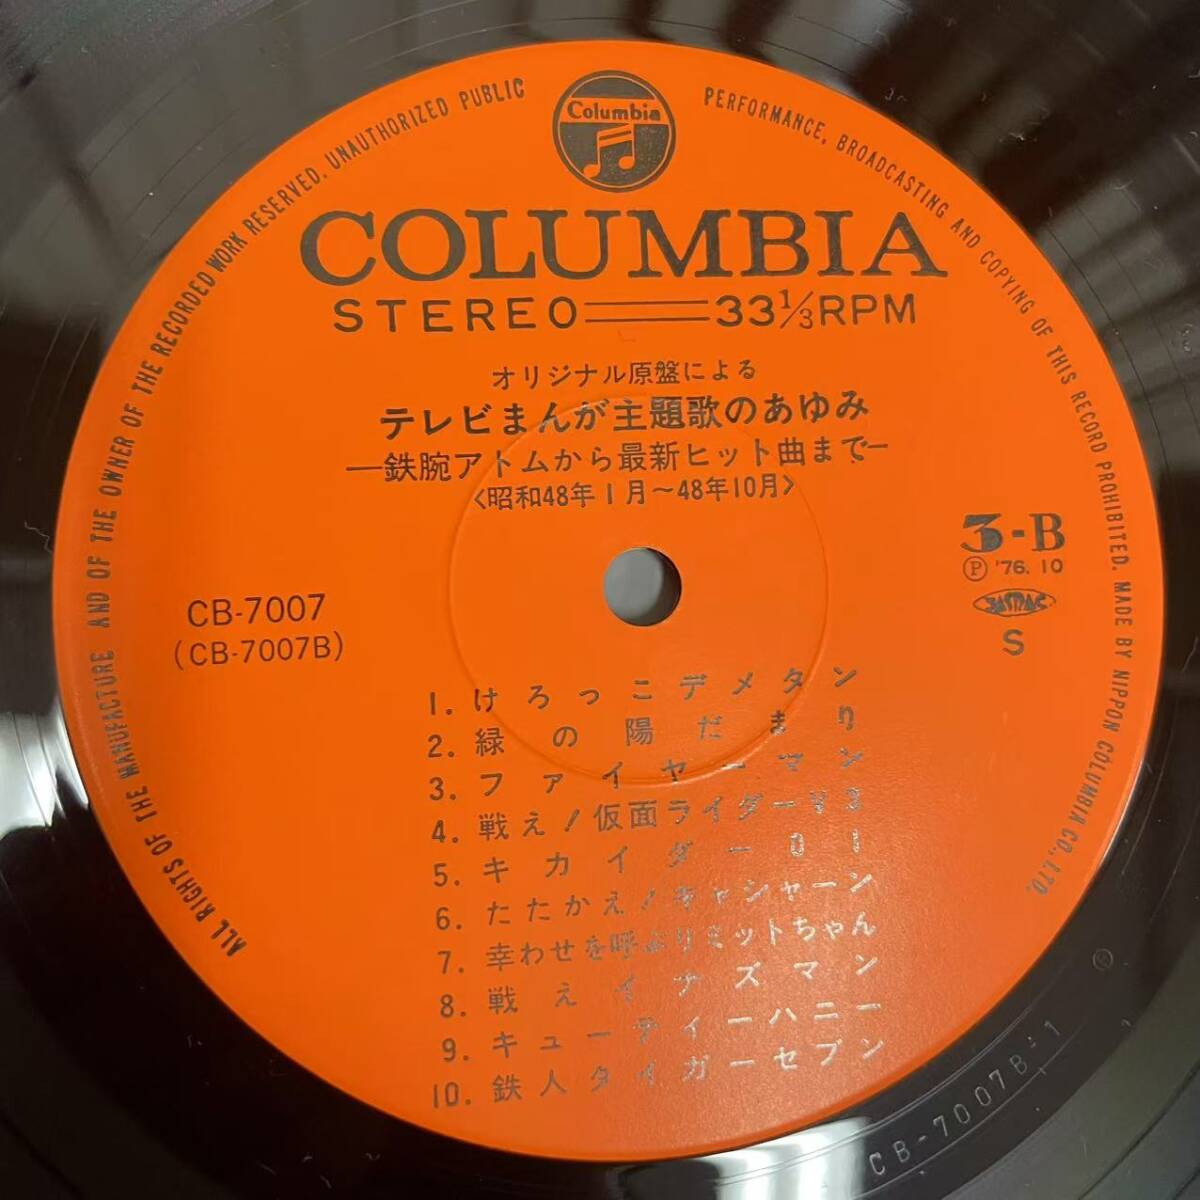 Columbia
COLUMBIA
STEREO 33 1/3 RPM
オリジナル原盤による
テレビまんが主題歌のあゆみ
—鉄腕アトムから最新ヒット曲まで—
〈昭和48年1月～48年10月〉
3-B
Ⓟ '76.10
JASRAC
S
CB-7007
(CB-7007B)
1. けろっこデメタン
2. 緑の陽だまり
3. ファイヤーマン
4. 戦え!仮面ライダーV3
5. キカイダー01
6. たたかえ!キャシャーン
7. 幸わせを呼ぶリミットちゃん
8. 戦えイナズマン
9. キューティーハニー
10. 鉄人タイガーセブン
ALL RIGHTS OF THE MANUFACTURE AND OF THE OWNER OF THE RECORDED WORK RESERVED. UNAUTHORIZED PUBLIC PERFORMANCE, BROADCASTING AND COPYING OF THIS RECORD PROHIBITED. MADE BY NIPPON COLUMBIA CO., LTD.
CB-7007B-1